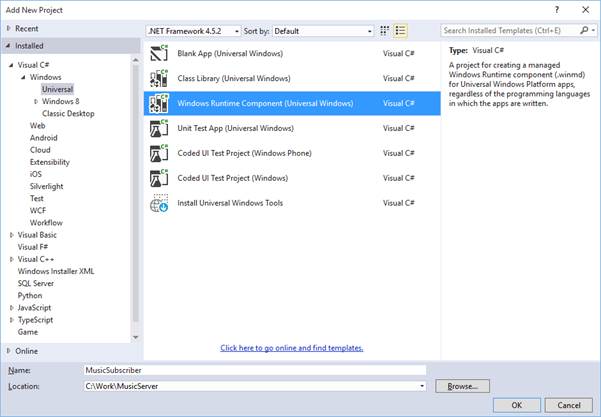 Add New Project
?
Recent
.NET Framework 4.5.2
Sort by:
Default
Search Installed Templates (Ctrl+E)
Installed
Visual C#
Windows
Universal
Windows 8
Classic Desktop
Web
Android
Cloud
Extensibility
iOS
Silverlight
Test
WCF
Workflow
Visual Basic
Visual F#
Visual C++
Windows Installer XML
SQL Server
Python
JavaScript
TypeScript
Game
Online
Blank App (Universal Windows) Visual C#
Class Library (Universal Windows) Visual C#
Windows Runtime Component (Universal Windows) Visual C#
Unit Test App (Universal Windows) Visual C#
Coded UI Test Project (Windows Phone) Visual C#
Coded UI Test Project (Windows) Visual C#
Install Universal Windows Tools Visual C#
Click here to go online and find templates.
Type: Visual C#
A project for creating a managed
Windows Runtime component (.winmd)
for Universal Windows Platform apps,
regardless of the programming languages
in which the apps are written.
Name: MusicSubscriber
Location: C:\Work\MusicServer
Browse...
OK
Cancel